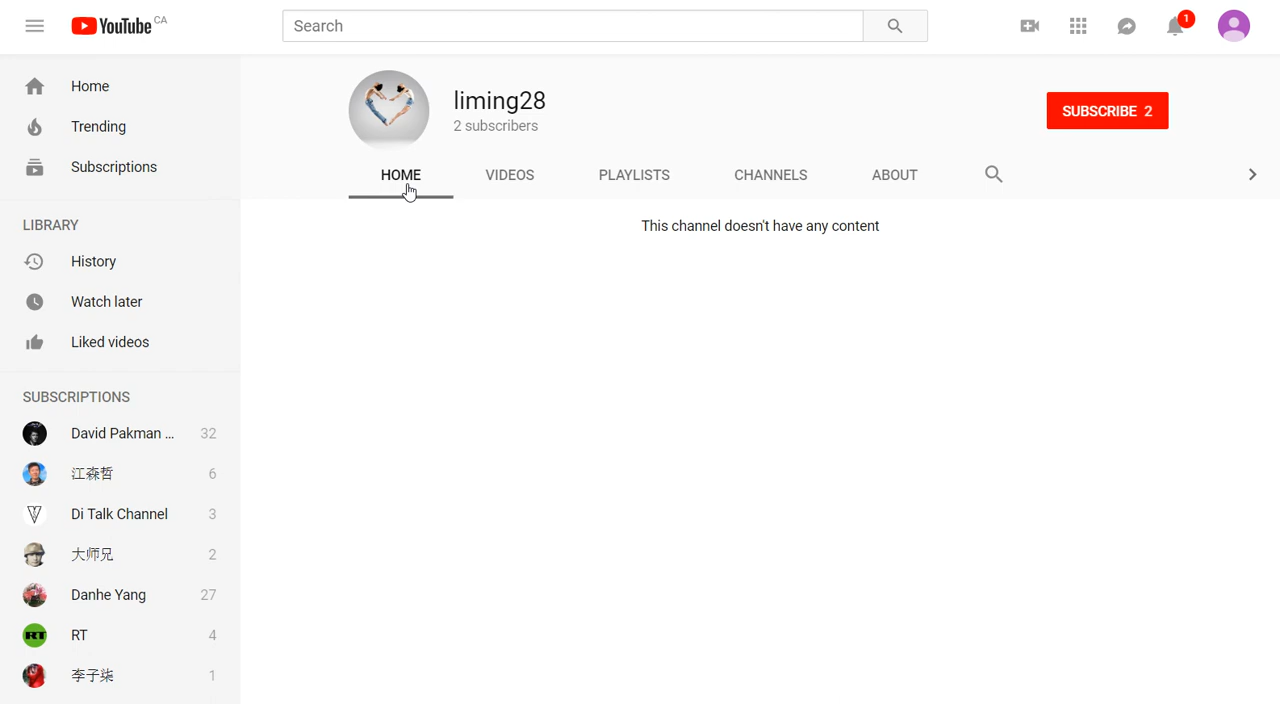 YouTube CA
Search
1
Home
Trending
Subscriptions
LIBRARY
History
Watch later
Liked videos
SUBSCRIPTIONS
David Pakman ... 32
江森哲 6
Di Talk Channel 3
大师兄 2
Danhe Yang 27
RT RT 4
李子柒 1
liming28
2 subscribers
SUBSCRIBE 2
HOME VIDEOS PLAYLISTS CHANNELS ABOUT
This channel doesn't have any content